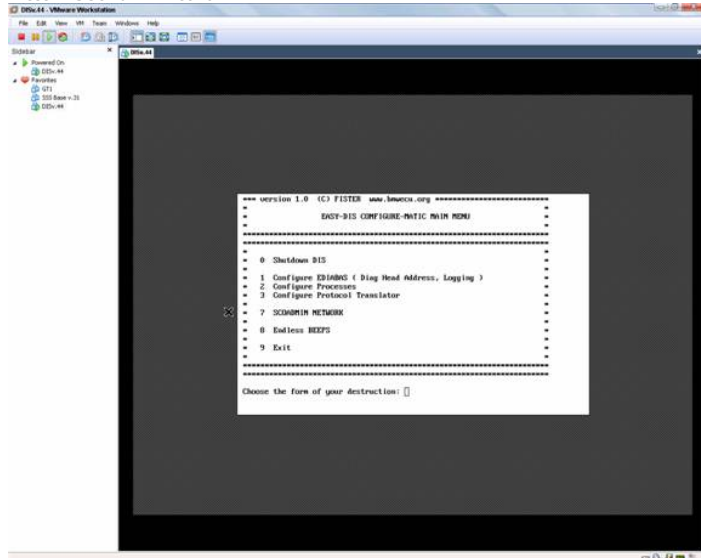 DISv.44 - VMware Workstation
File Edit View VM Team Windows Help
Sidebar
Powered On
DISv.44
Favorites
GT1
SSS Base v.31
DISv.44
DISv.44
=== version 1.0 (C) FISTER www.bmwecu.org ===========================
EASY-DIS CONFIGURE-MATIC MAIN MENU
0 Shutdown DIS
1 Configure EDIABAS ( Diag Head Address, Logging )
2 Configure Processes
3 Configure Protocol Translator
7 SCOADMIN NETWORK
8 Endless BEEPS
9 Exit
Choose the form of your destruction: